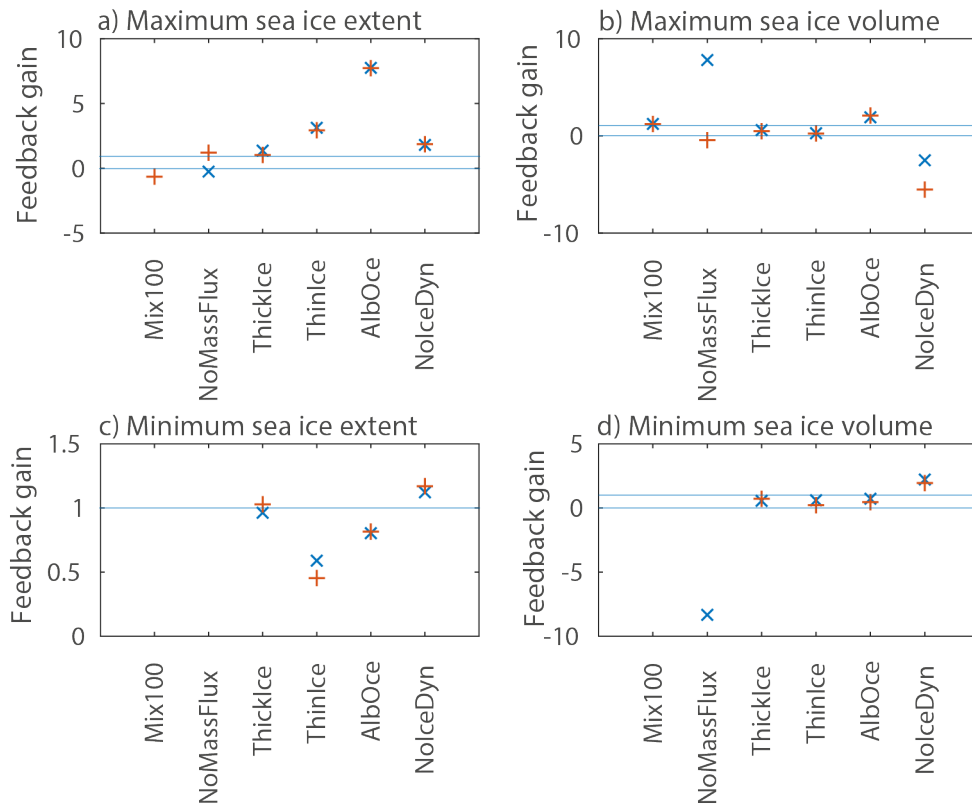 a) Maximum sea ice extent
Feedback gain
10
5
0
-5
Mix100
NoMassFlux
ThickIce
ThinIce
AlbOce
NoIceDyn
b) Maximum sea ice volume
Feedback gain
10
0
-10
Mix100
NoMassFlux
ThickIce
ThinIce
AlbOce
NoIceDyn
c) Minimum sea ice extent
Feedback gain
1.5
1
0.5
0
Mix100
NoMassFlux
ThickIce
ThinIce
AlbOce
NoIceDyn
d) Minimum sea ice volume
Feedback gain
5
0
-5
-10
Mix100
NoMassFlux
ThickIce
ThinIce
AlbOce
NoIceDyn